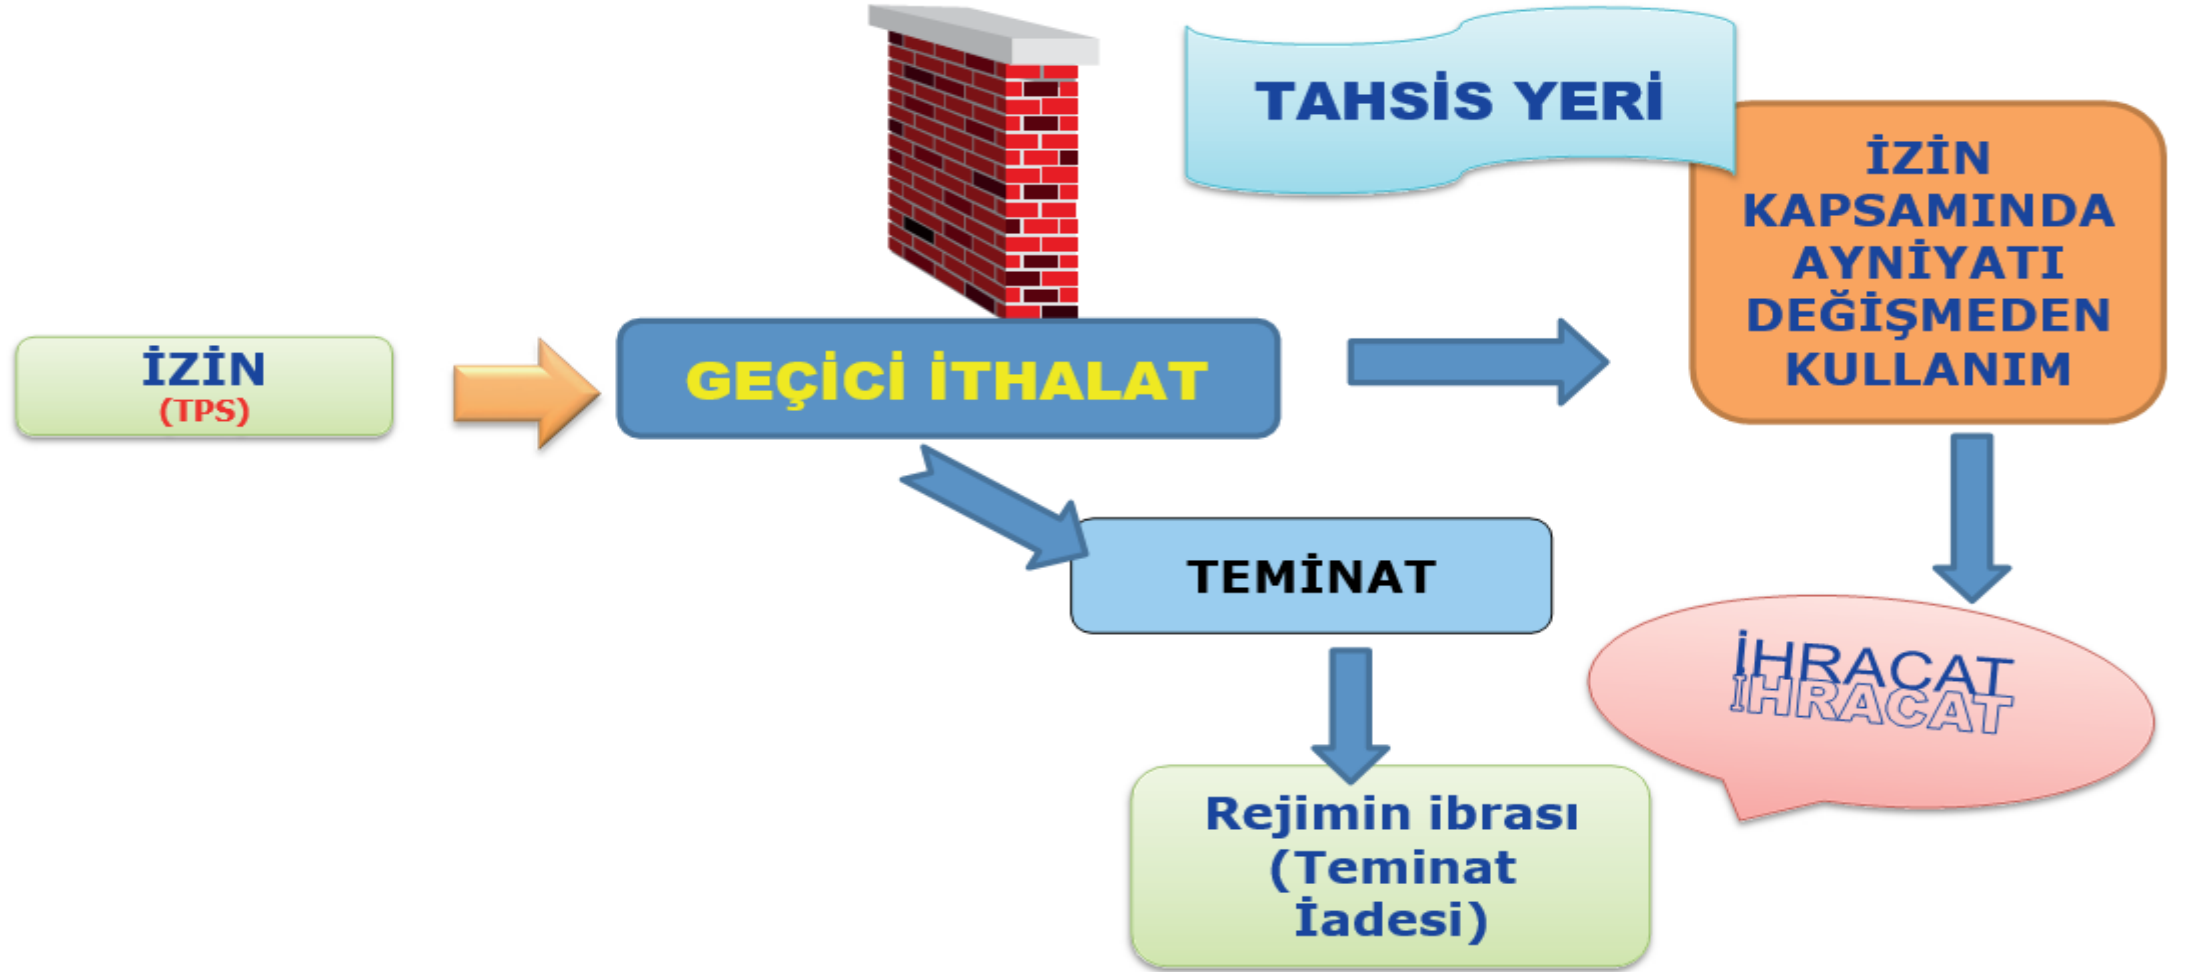 TAHSİS YERİ
İZİN
KAPSAMINDA
AYNİYATI
DEĞİŞMEDEN
KULLANIM
İZİN
(TPS)
GEÇİCİ İTHALAT
TEMİNAT
İHRACAT
İHRACAT
Rejimin ibrası
(Teminat
İadesi)